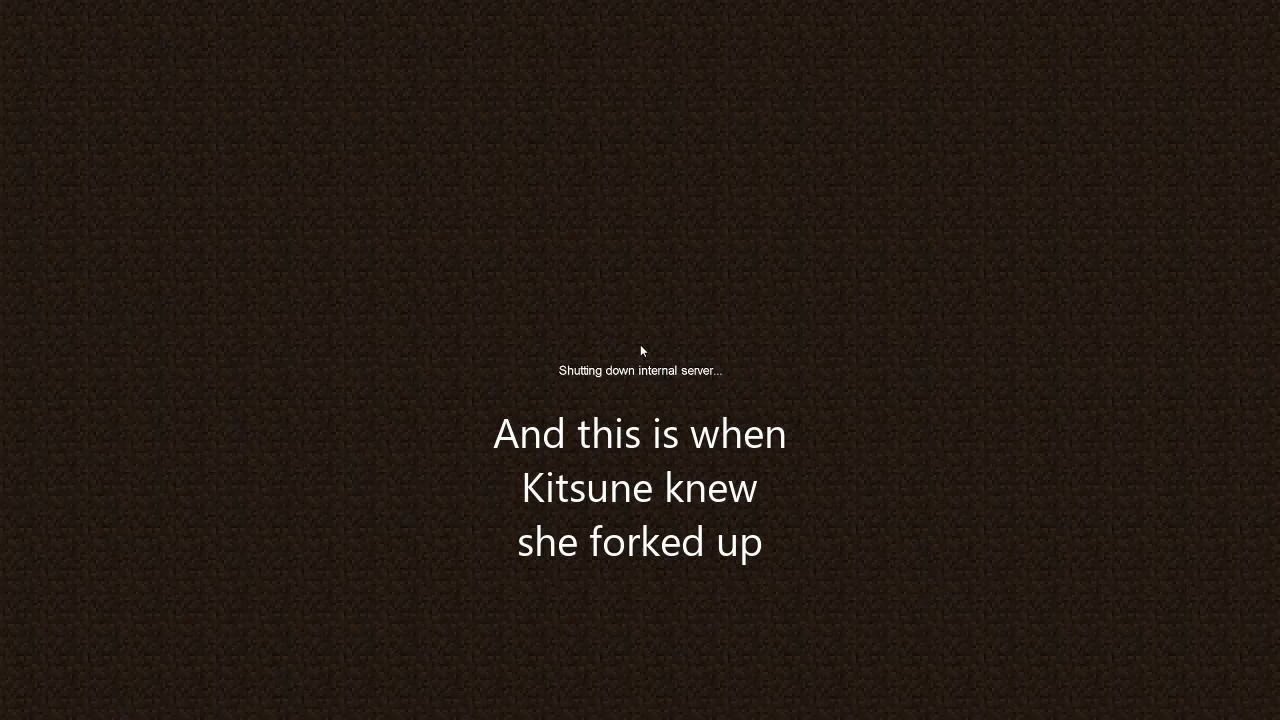 Shutting down internal server...
And this is when
Kitsune knew
she forked up